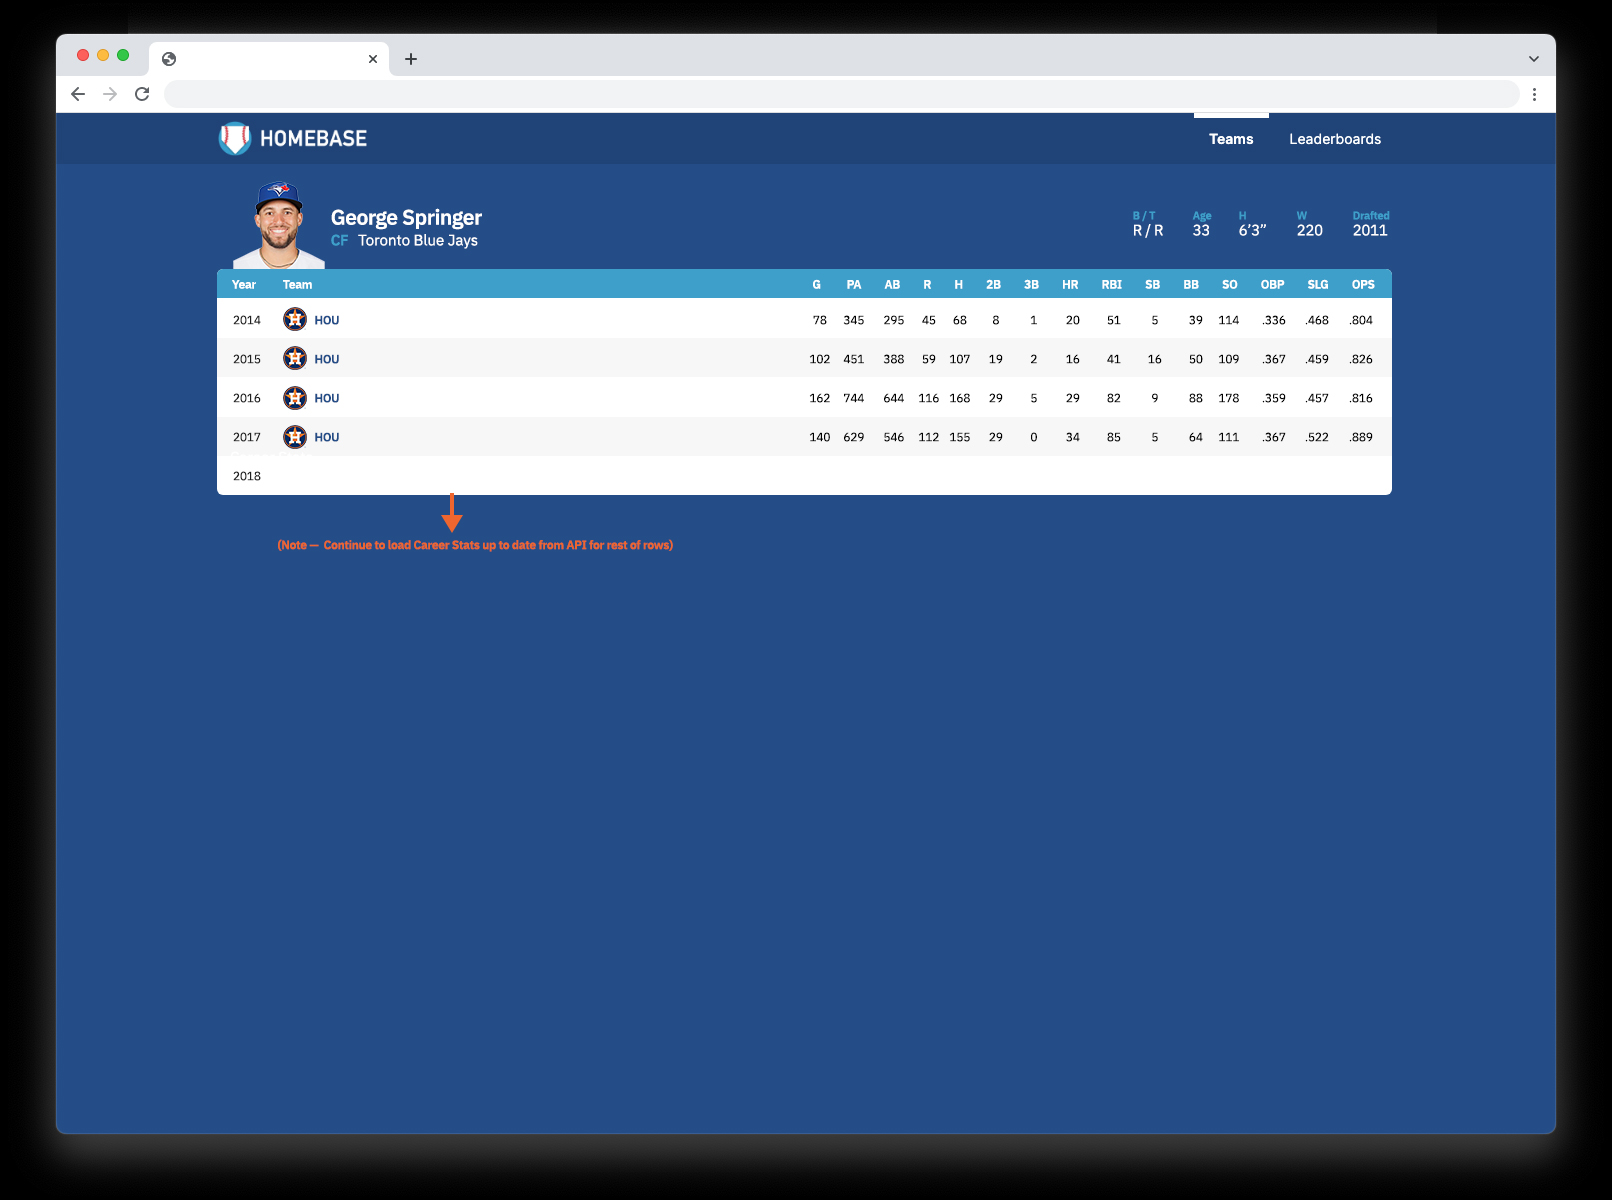 HOMEBASE
Teams Leaderboards
George Springer
CF Toronto Blue Jays
B / T Age H W Drafted
R / R 33 6’3” 220 2011
Year Team G PA AB R H 2B 3B HR RBI SB BB SO OBP SLG OPS
2014 HOU 78 345 295 45 68 8 1 20 51 5 39 114 .336 .468 .804
2015 HOU 102 451 388 59 107 19 2 16 41 16 50 109 .367 .459 .826
2016 HOU 162 744 644 116 168 29 5 29 82 9 88 178 .359 .457 .816
2017 HOU 140 629 546 112 155 29 0 34 85 5 64 111 .367 .522 .889
2018
(Note — Continue to load Career Stats up to date from API for rest of rows)